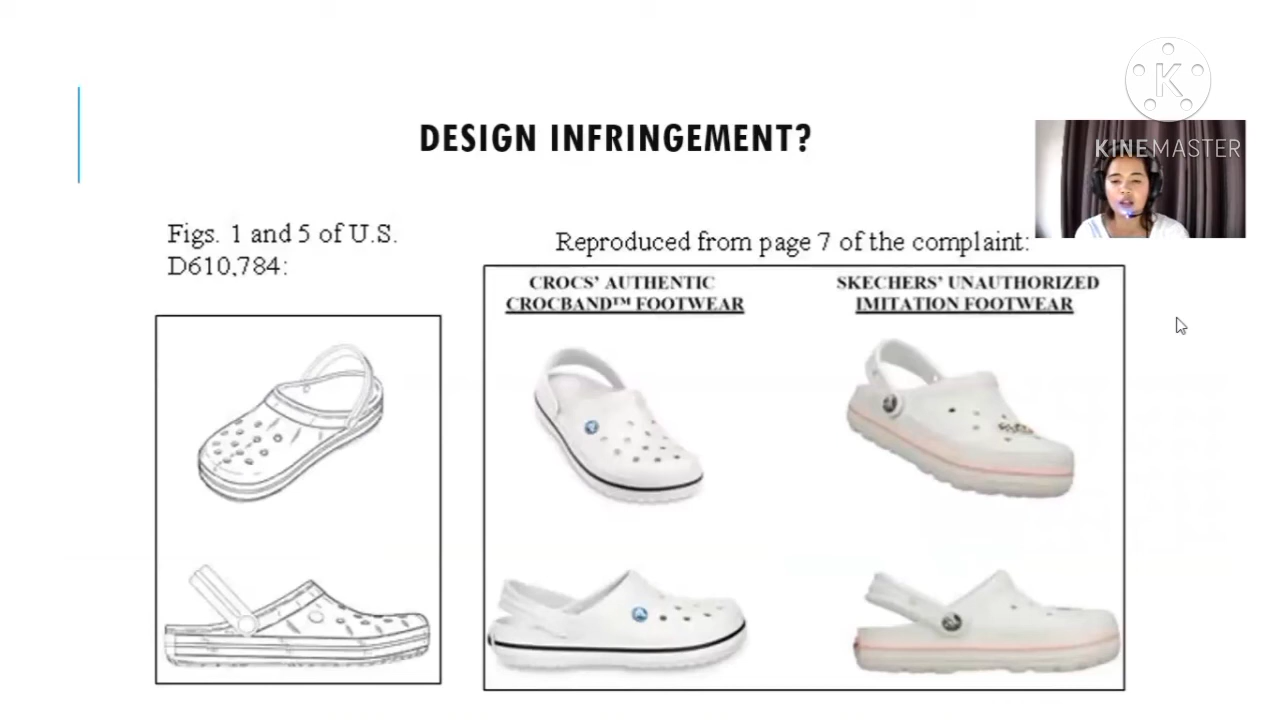 K
KINEMASTER
DESIGN INFRINGEMENT?
Figs. 1 and 5 of U.S.
D610,784:
Reproduced from page 7 of the complaint:
CROCS’ AUTHENTIC
CROCBAND™ FOOTWEAR
SKECHERS’ UNAUTHORIZED
IMITATION FOOTWEAR